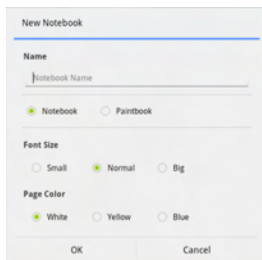 New Notebook
Name
Notebook Name
Notebook Paintbook
Font Size
Small Normal Big
Page Color
White Yellow Blue
OK Cancel